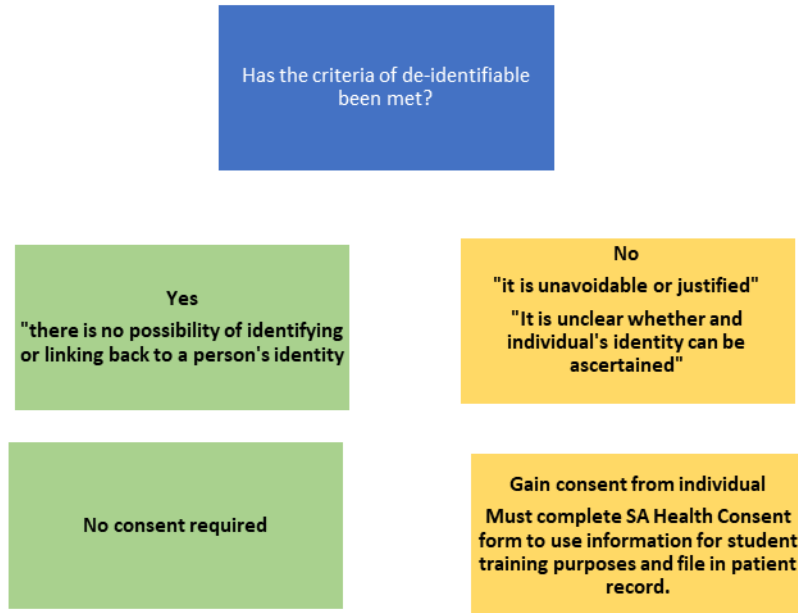 Has the criteria of de-identifiable
been met?
Yes
"there is no possibility of identifying
or linking back to a person's identity
No
"it is unavoidable or justified"
"It is unclear whether and
individual's identity can be
ascertained"
No consent required
Gain consent from individual
Must complete SA Health Consent
form to use information for student
training purposes and file in patient
record.